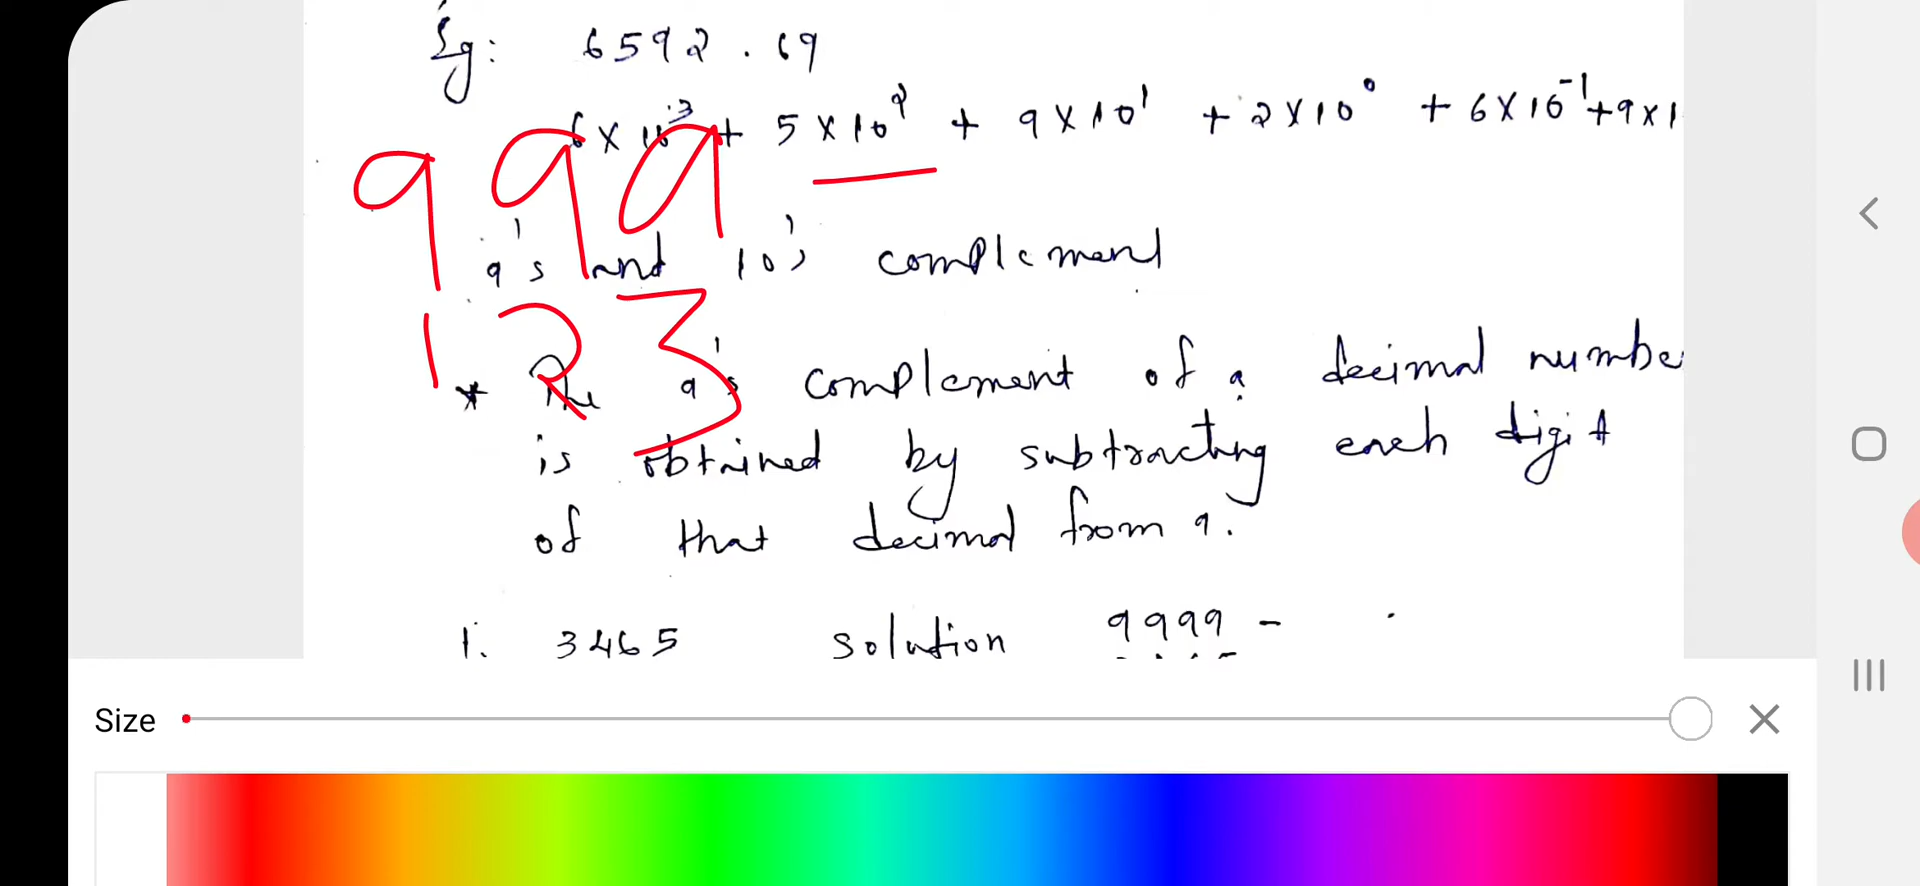 Eg: 6592.69
6 X 10³ + 5 X 10² + 9 X 10¹ + 2 X 10⁰ + 6 X 10⁻¹ + 9 X 1
999
9's and 10's complement
123
* The 9's complement of a decimal numbe
is obtained by subtracting each digit
of that decimal from 9.
1. 3465 solution 9999 -
Size